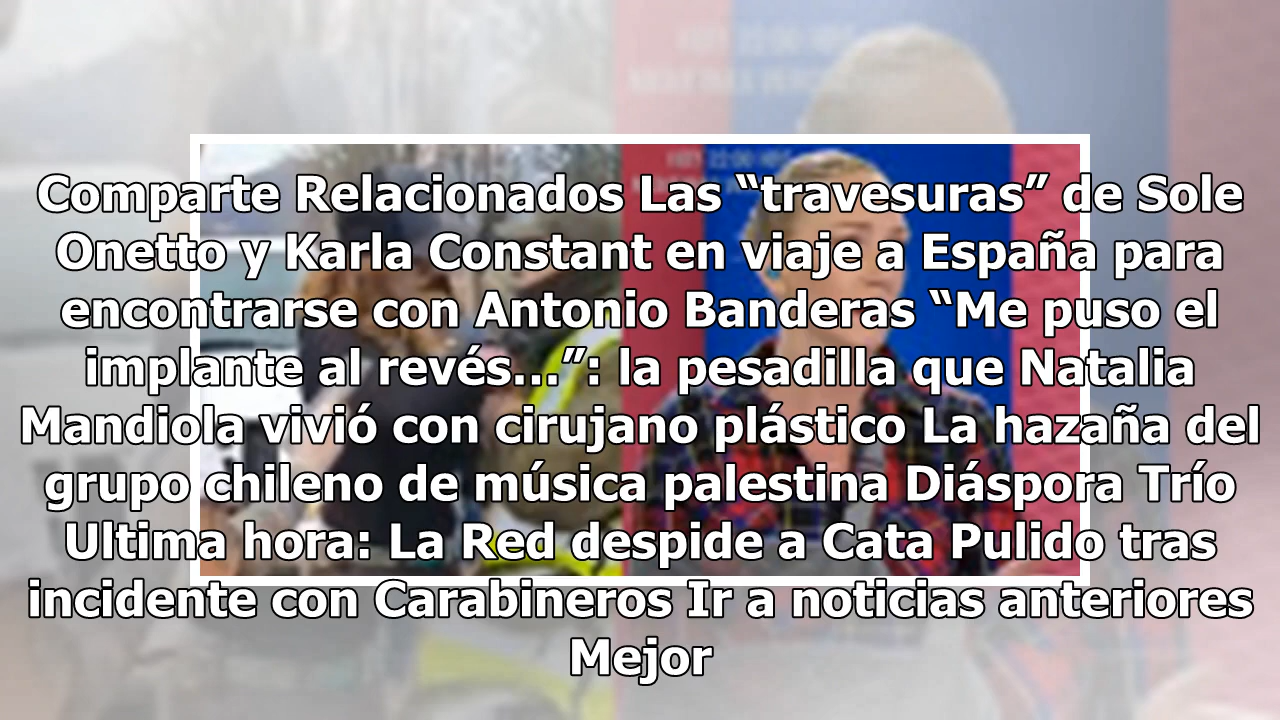 Comparte Relacionados Las “travesuras” de Sole
Onetto y Karla Constant en viaje a España para
encontrarse con Antonio Banderas “Me puso el
implante al revés...”: la pesadilla que Natalia
Mandiola vivió con cirujano plástico La hazaña del
grupo chileno de música palestina Diáspora Trío
Ultima hora: La Red despide a Cata Pulido tras
incidente con Carabineros Ir a noticias anteriores
Mejor